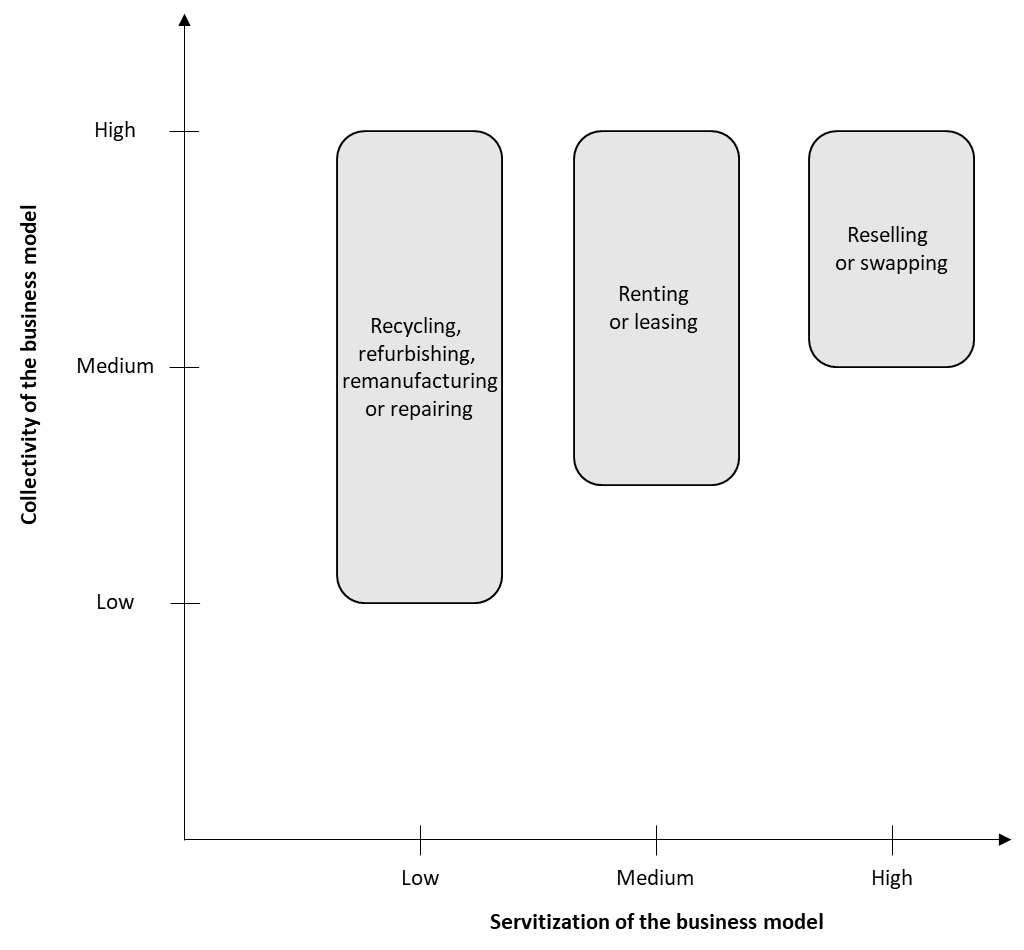 Collectivity of the business model
High
Medium
Low
Recycling,
refurbishing,
remanufacturing
or repairing
Renting
or leasing
Reselling
or swapping
Low
Medium
High
Servitization of the business model